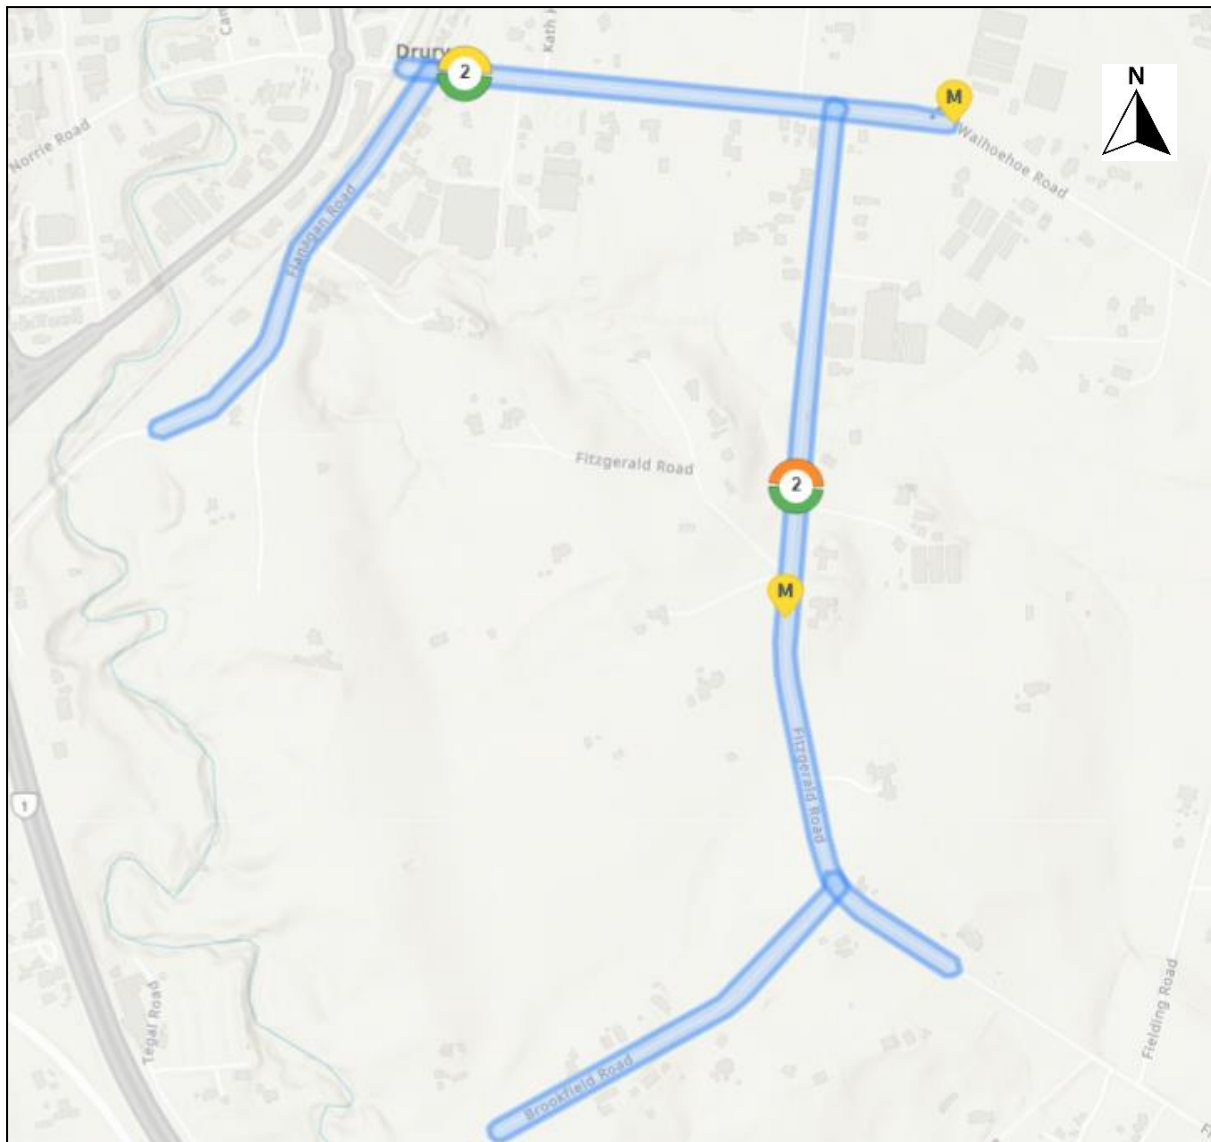 Drury
2
Kath
M
N
Norrie Road
Waihoehoe Road
Flanagan Road
Fitzgerald Road
2
M
Fitzgerald Road
1
Tegal Road
Fielding Road
Brookfield Road